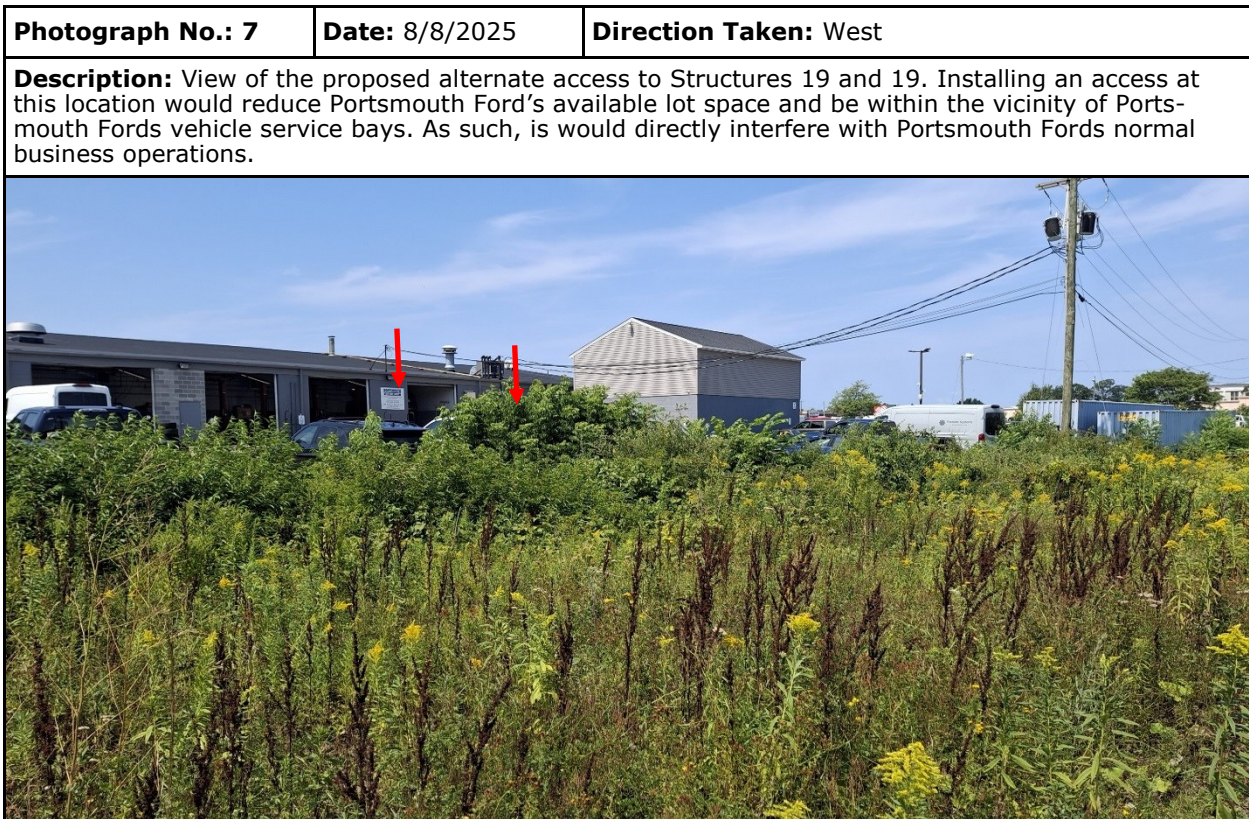 Photograph No.: 7 Date: 8/8/2025 Direction Taken: West
Description: View of the proposed alternate access to Structures 19 and 19. Installing an access at
this location would reduce Portsmouth Ford’s available lot space and be within the vicinity of Ports-
mouth Fords vehicle service bays. As such, is would directly interfere with Portsmouth Fords normal
business operations.